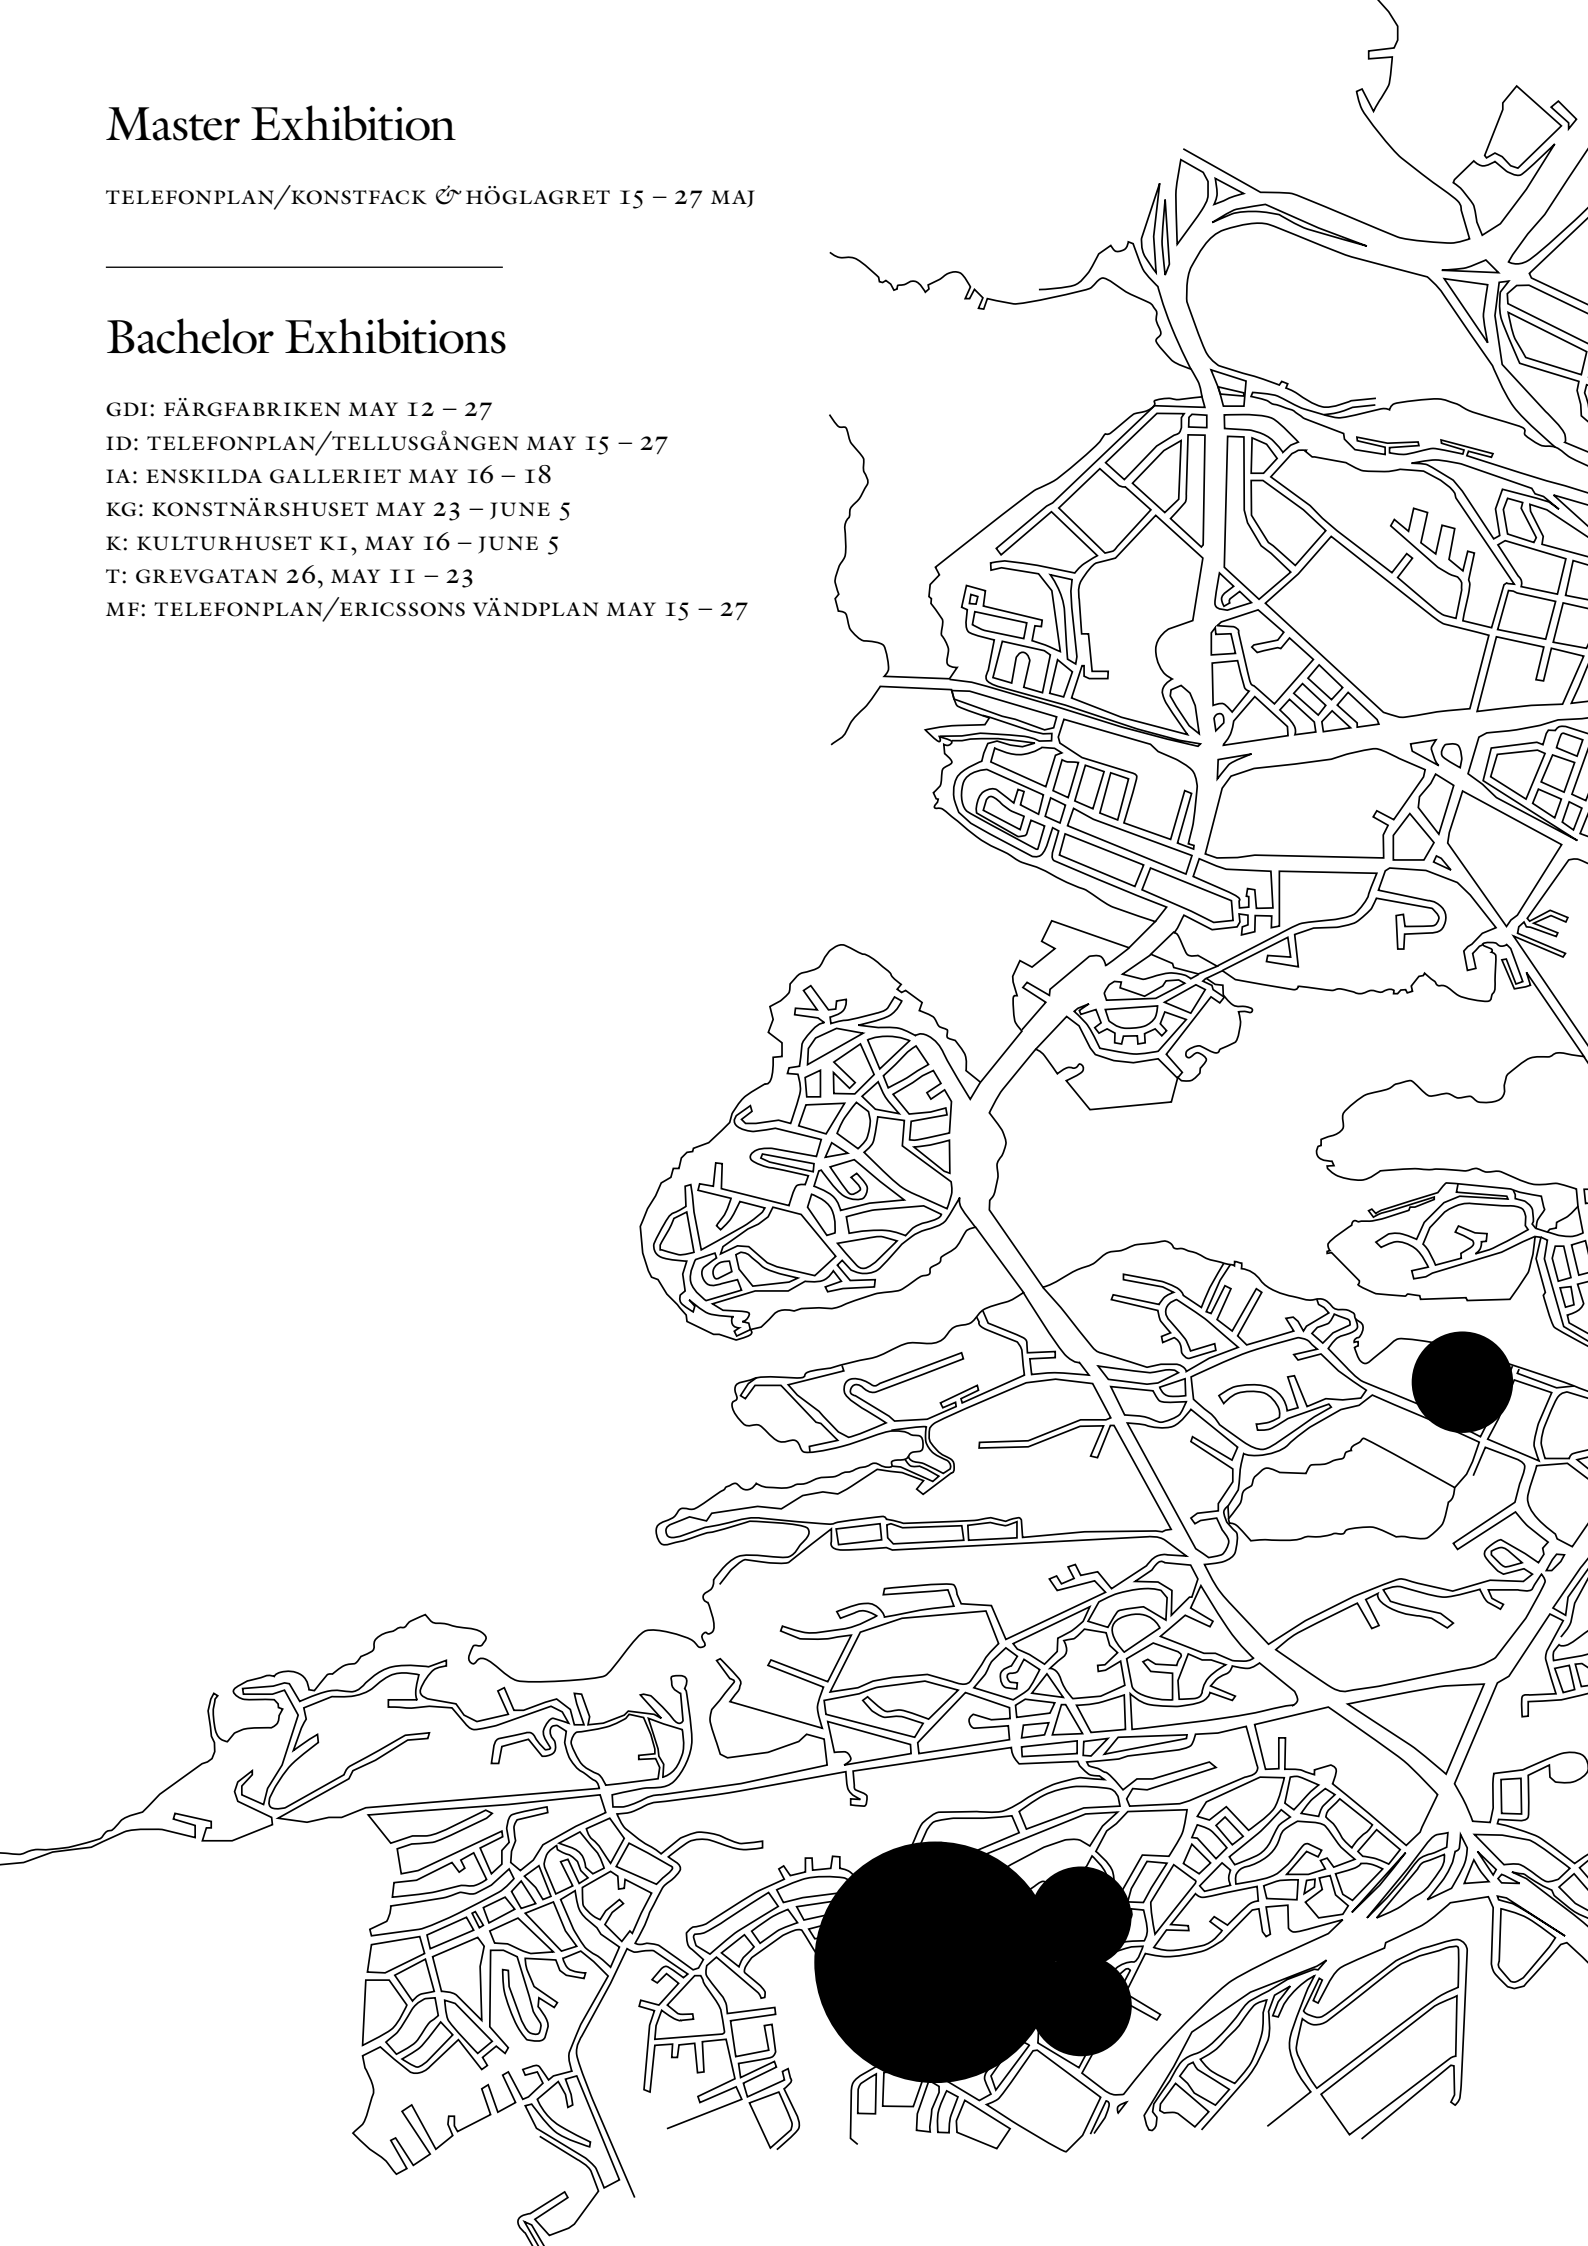 Master Exhibition
TELEFONPLAN/KONSTFACK & HÖGLAGRET 15 – 27 MAJ
Bachelor Exhibitions
GDI: FÄRGFABRIKEN MAY 12 – 27
ID: TELEFONPLAN/TELLUSGÅNGEN MAY 15 – 27
IA: ENSKILDA GALLERIET MAY 16 – 18
KG: KONSTNÄRSHUSET MAY 23 – JUNE 5
K: KULTURHUSET K1, MAY 16 – JUNE 5
T: GREVGATAN 26, MAY 11 – 23
MF: TELEFONPLAN/ERICSSONS VÄNDPLAN MAY 15 – 27